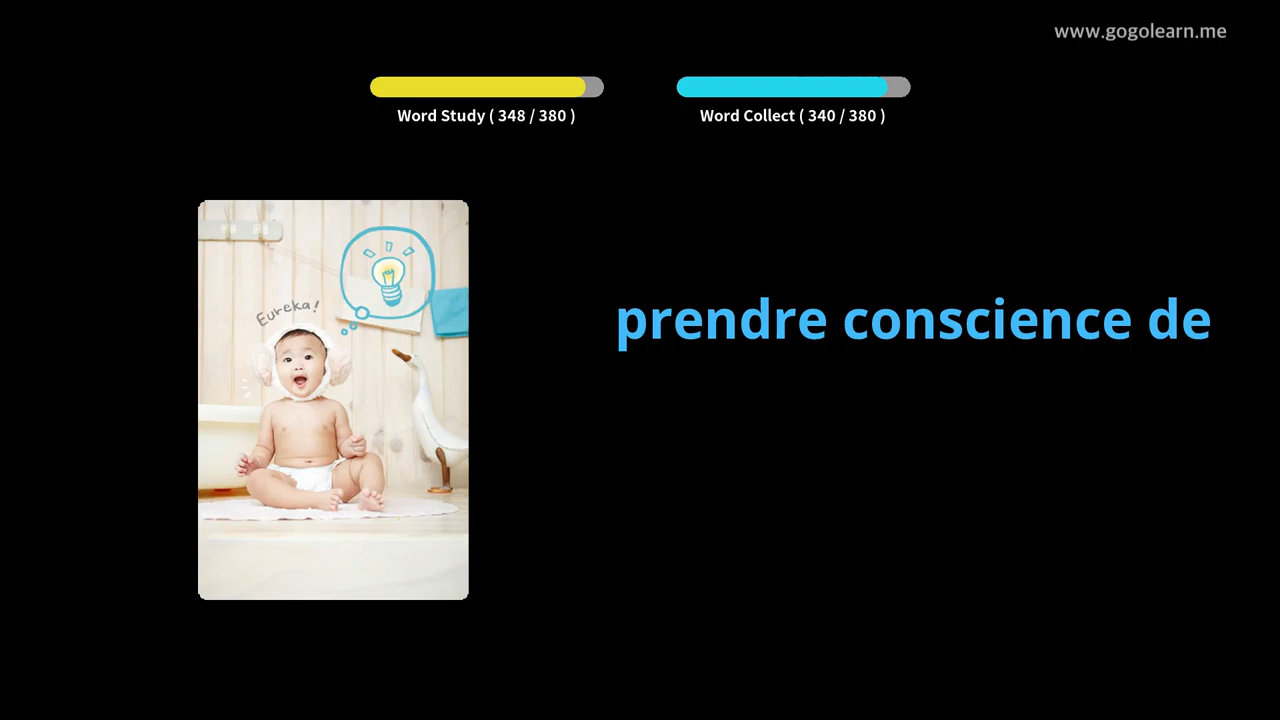 www.gogolearn.me
Word Study ( 348 / 380 )
Word Collect ( 340 / 380 )
Eureka!
prendre conscience de